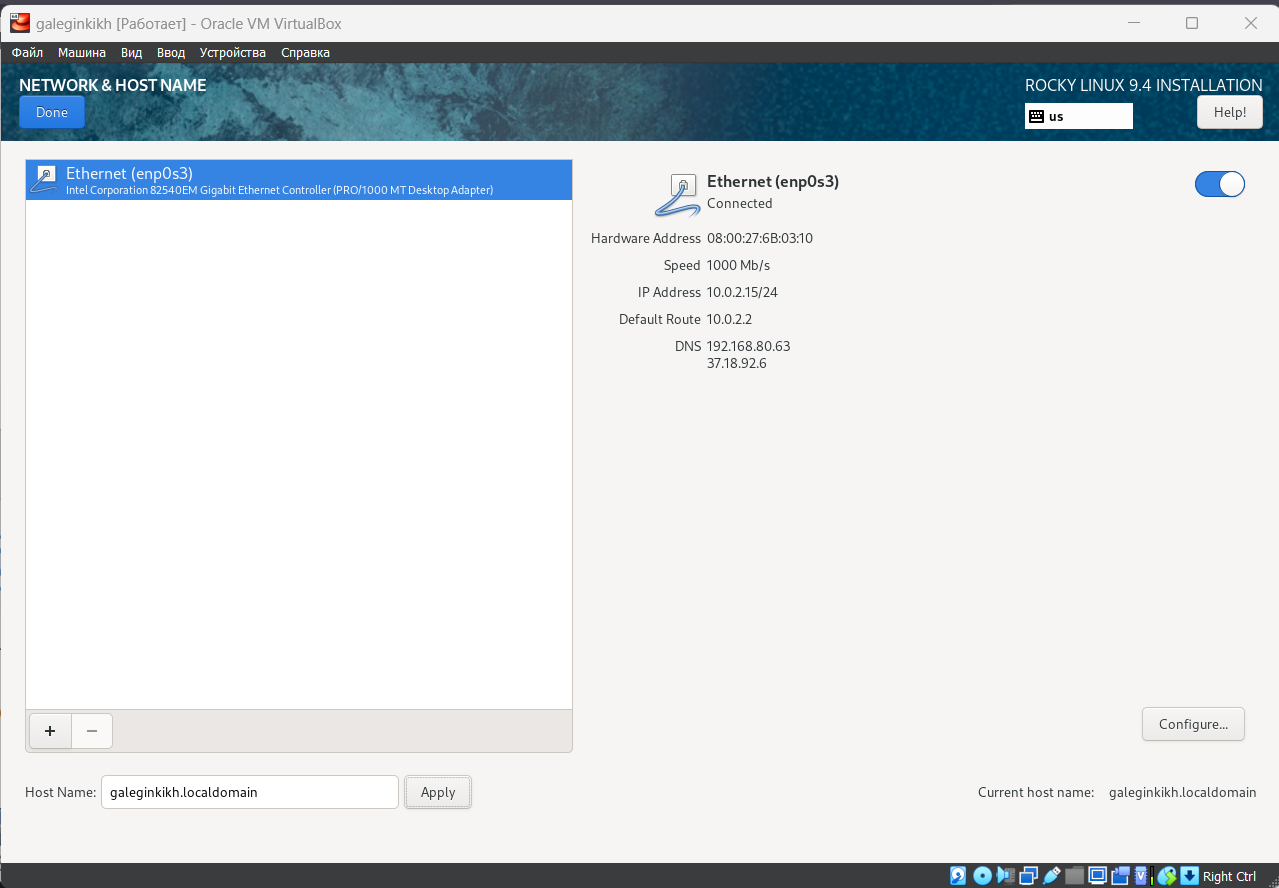 galeginkikh [Работает] - Oracle VM VirtualBox
Файл Машина Вид Ввод Устройства Справка
NETWORK & HOST NAME
ROCKY LINUX 9.4 INSTALLATION
Done
us
Help!
Ethernet (enp0s3)
Intel Corporation 82540EM Gigabit Ethernet Controller (PRO/1000 MT Desktop Adapter)
Ethernet (enp0s3)
Connected
Hardware Address 08:00:27:6B:03:10
Speed 1000 Mb/s
IP Address 10.0.2.15/24
Default Route 10.0.2.2
DNS 192.168.80.63
37.18.92.6
+ −
Configure...
Host Name: galeginkikh.localdomain Apply
Current host name: galeginkikh.localdomain
Right Ctrl